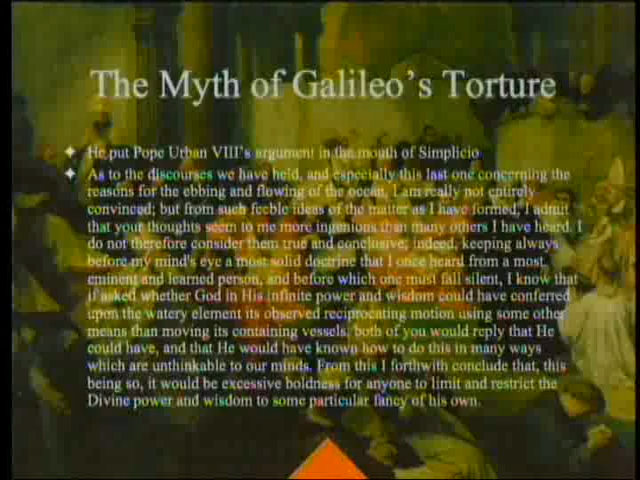 The Myth of Galileo's Torture
He put Pope Urban VIII's argument in the mouth of Simplicio
As to the discourses we have held, and especially this last one concerning the
reasons for the ebbing and flowing of the ocean, I am really not entirely
convinced; but from such feeble ideas of the matter as I have formed, I admit
that your thoughts seem to me more ingenious than many others I have heard. I
do not therefore consider them true and conclusive; indeed, keeping always
before my mind's eye a most solid doctrine that I once heard from a most
eminent and learned person, and before which one must fall silent, I know that
if asked whether God in His infinite power and wisdom could have conferred
upon the watery element its observed reciprocating motion using some other
means than moving its containing vessels, both of you would reply that He
could have, and that He would have known how to do this in many ways
which are unthinkable to our minds. From this I forthwith conclude that, this
being so, it would be excessive boldness for anyone to limit and restrict the
Divine power and wisdom to some particular fancy of his own.